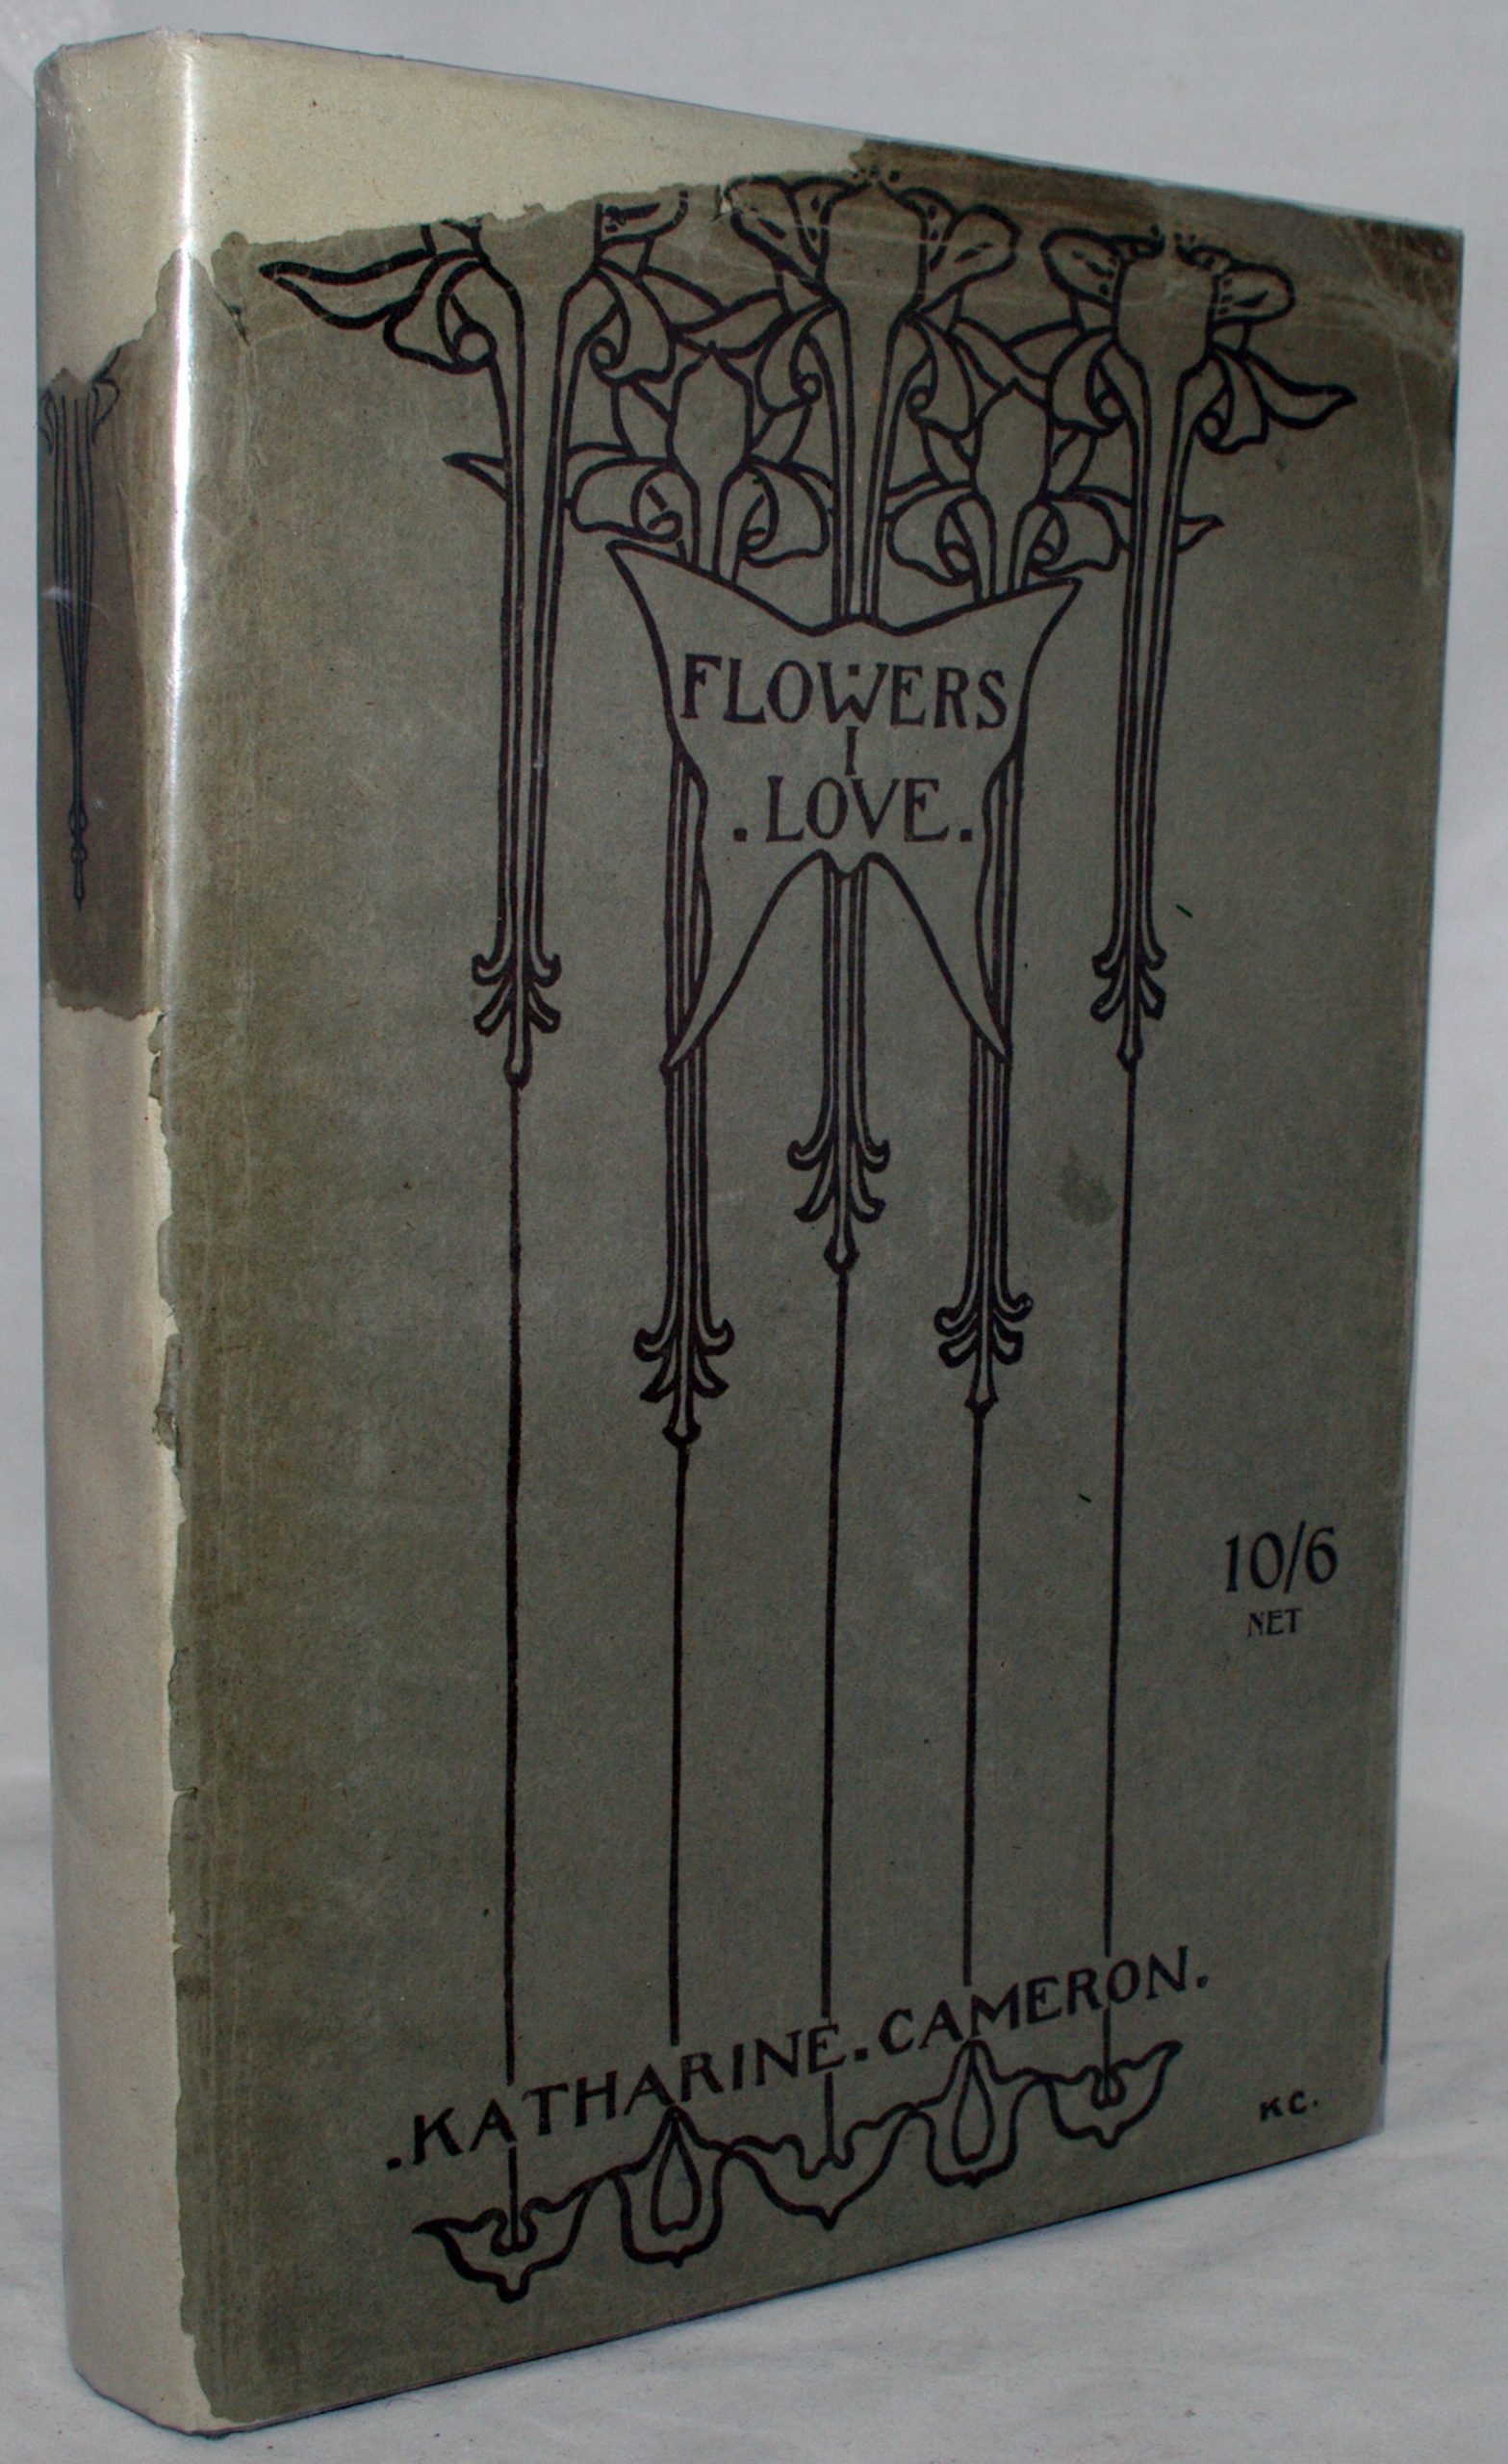 FLOWERS
I
.LOVE.
10/6
NET
.KATHARINE.CAMERON.
KC.